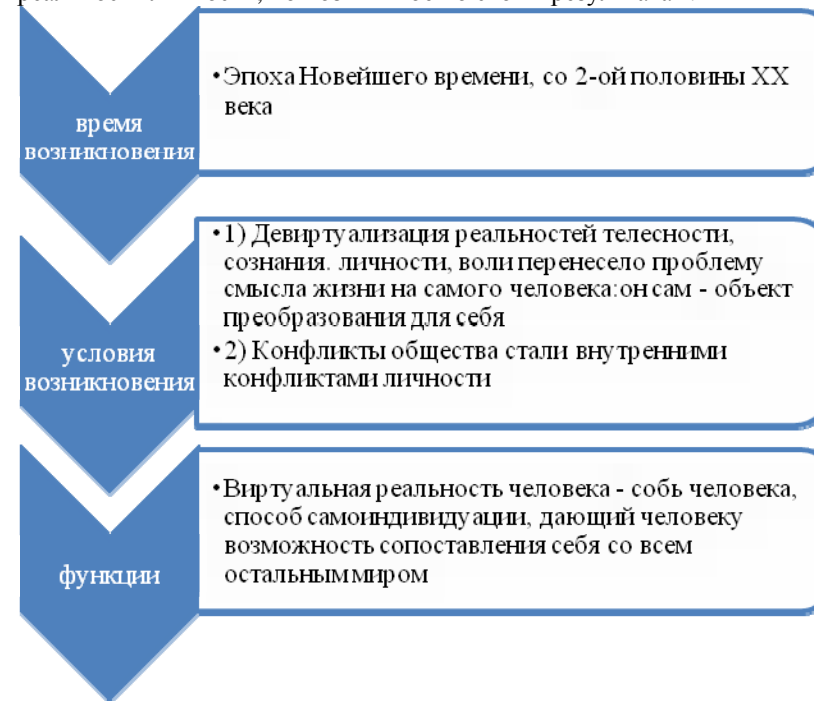 время
возникновения
•Эпоха Новейшего времени, со 2-ой половины XX
века
условия
возникновения
•1) Девиртуализация реальностей телесности,
сознания. личности, воли перенесело проблему
смысла жизни на самого человека:он сам - объект
преобразования для себя
•2) Конфликты общества стали внутренними
конфликтами личности
функции
•Виртуальная реальность человека - собь человека,
способ самоиндивидуации, дающий человеку
возможность сопоставления себя со всем
остальным миром